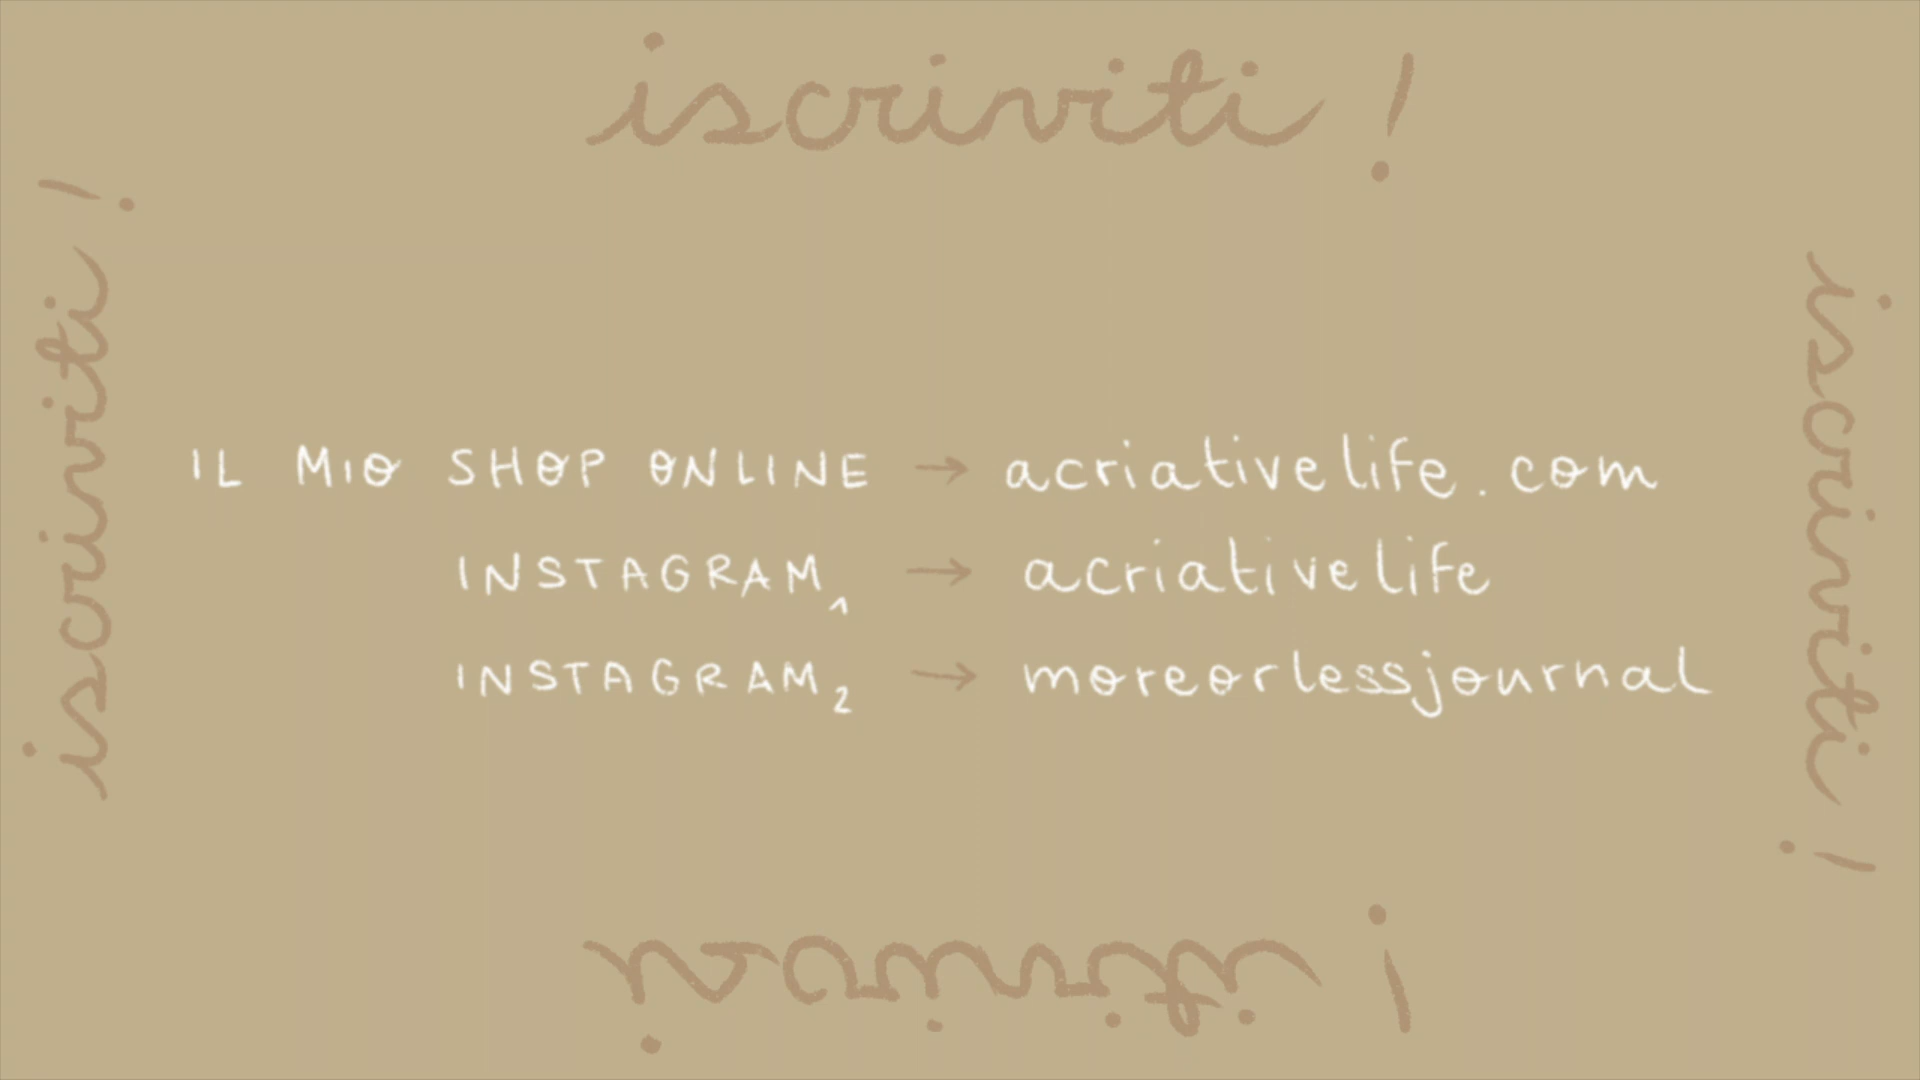 iscriviti !
iscriviti !
iscriviti !
IL MIO SHOP ONLINE → acriativelife.com
INSTAGRAM₁ → acriativelife
INSTAGRAM₂ → moreorlessjournal
iscriviti !